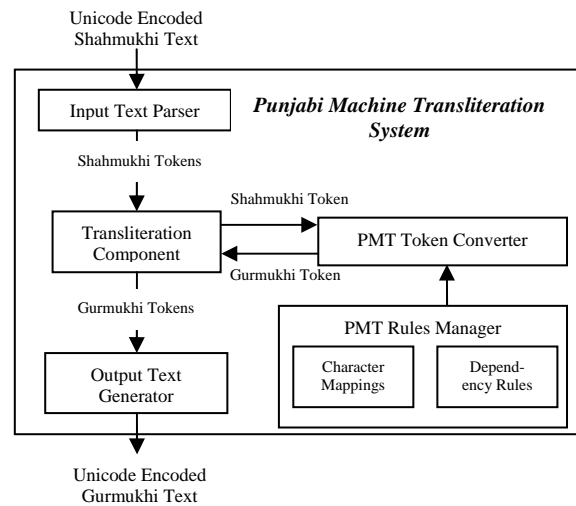 Unicode Encoded
Shahmukhi Text
Punjabi Machine Transliteration
System
Input Text Parser
Shahmukhi Tokens
Shahmukhi Token
Transliteration
Component
PMT Token Converter
Gurmukhi Token
Gurmukhi Tokens
PMT Rules Manager
Character
Mappings
Depend-
ency Rules
Output Text
Generator
Unicode Encoded
Gurmukhi Text